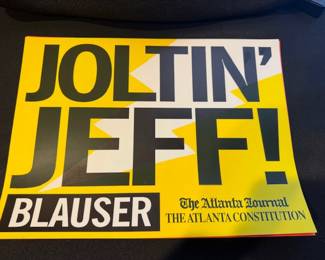 JOLTIN'
JEFF!
BLAUSER
The Atlanta Journal
THE ATLANTA CONSTITUTION